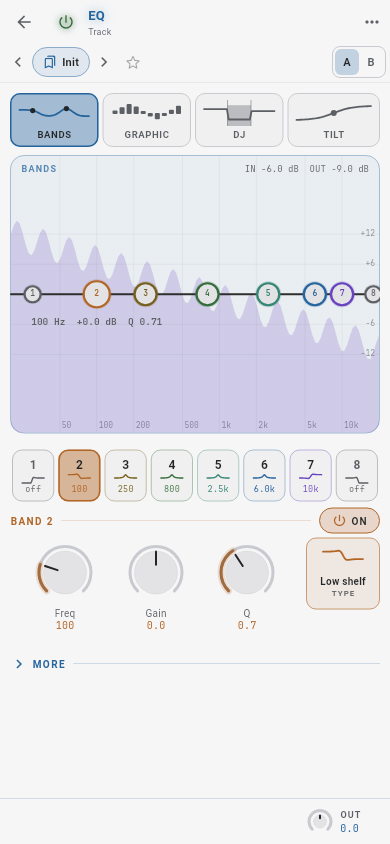 EQ
Track
Init
A B
BANDS GRAPHIC DJ TILT
BANDS IN -6.0 dB OUT -9.0 dB
+12
+6
1 2 3 4 5 6 7 8
100 Hz +0.0 dB Q 0.71
-6
-12
50 100 200 500 1k 2k 5k 10k
1 2 3 4 5 6 7 8
off 100 250 800 2.5k 6.0k 10k off
BAND 2 ON
Freq Gain Q
100 0.0 0.7
Low shelf
TYPE
MORE
OUT
0.0